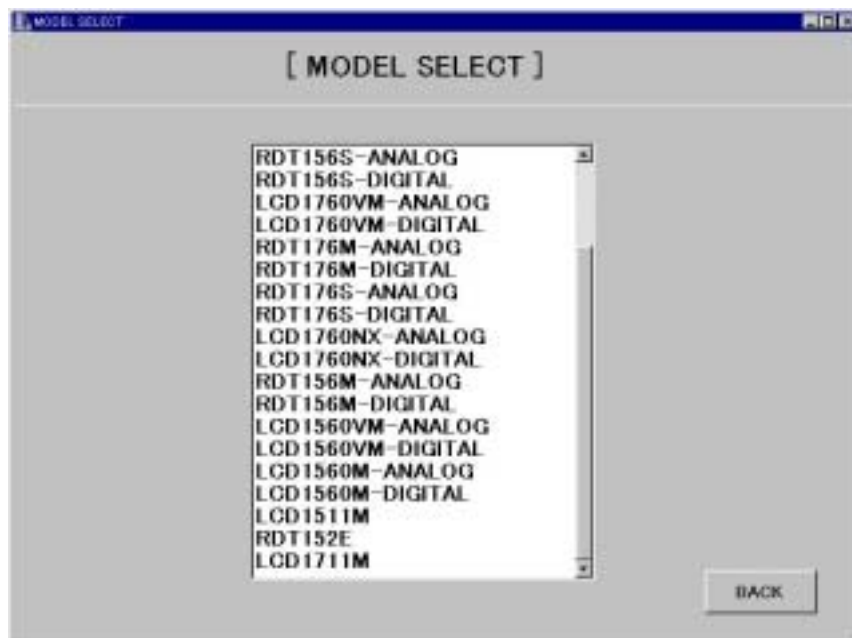 MODEL SELECT
[ MODEL SELECT ]
RDT156S-ANALOG
RDT156S-DIGITAL
LCD1760VM-ANALOG
LCD1760VM-DIGITAL
RDT176M-ANALOG
RDT176M-DIGITAL
RDT176S-ANALOG
RDT176S-DIGITAL
LCD1760NX-ANALOG
LCD1760NX-DIGITAL
RDT156M-ANALOG
RDT156M-DIGITAL
LCD1560VM-ANALOG
LCD1560VM-DIGITAL
LCD1560M-ANALOG
LCD1560M-DIGITAL
LCD1511M
RDT152E
LCD1711M
BACK